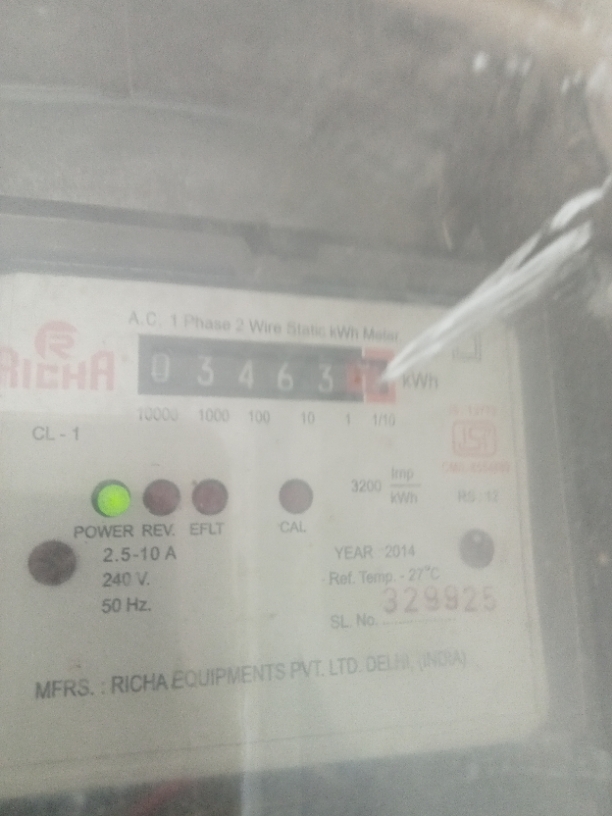 A.C. 1 Phase 2 Wire Static kWh Meter
RICHA
0 3 4 6 3
kWh
10000 1000 100 10 1 1/10
CL - 1
3200 Imp
kWh
RS : 12
POWER REV. EFLT CAL
2.5-10 A
240 V.
50 Hz.
YEAR 2014
Ref. Temp. - 27°C
SL. No. 329925
MFRS. : RICHA EQUIPMENTS PVT. LTD. DELHI, (INDIA)